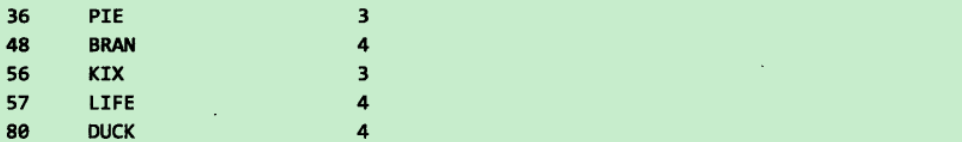 36 PIE 3
48 BRAN 4
56 KIX 3
57 LIFE 4
80 DUCK 4